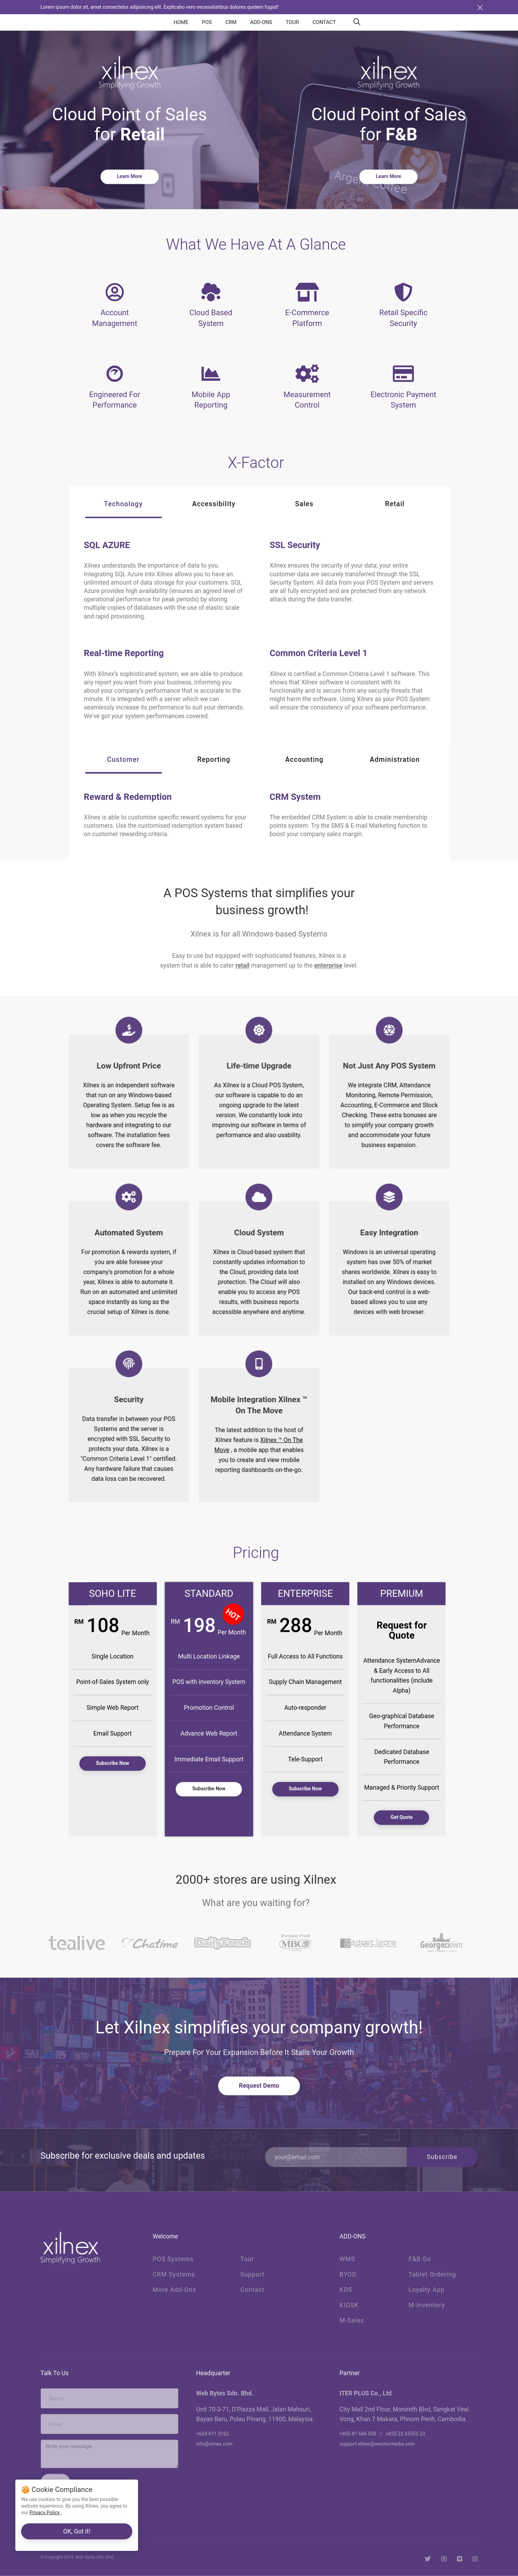 Lorem ipsum dolor sit, amet consectetur adipisicing elit. Explicabo vero necessitatibus dolores quidem fugiat!
HOME POS CRM ADD-ONS TOUR CONTACT
xilnex
Simplifying Growth
Cloud Point of Sales
for Retail
Learn More
xilnex
Simplifying Growth
Cloud Point of Sales
for F&B
Learn More
What We Have At A Glance
Account
Management
Cloud Based
System
E-Commerce
Platform
Retail Specific
Security
Engineered For
Performance
Mobile App
Reporting
Measurement
Control
Electronic Payment
System
X-Factor
Technology Accessibility Sales Retail
SQL AZURE
Xilnex understands the importance of data to you.
Integrating SQL Azure into Xilnex allows you to have an
unlimited amount of data storage for your customers. SQL
Azure provides high availability (ensures an agreed level of
operational performance for peak periods) by storing
multiple copies of databases with the use of elastic scale
and rapid provisioning.
SSL Security
Xilnex ensures the security of your data; your entire
customer data are securely transferred through the SSL
Security System. All data from your POS System and servers
are all fully encrypted and are protected from any network
attack during the data transfer.
Real-time Reporting
With Xilnex's sophisticated system, we are able to produce
any report you want from your business, informing you
about your company's performance that is accurate to the
minute. It is integrated with a server which we can
seamlessly increase its performance to suit your demands.
We've got your system performances covered.
Common Criteria Level 1
Xilnex is certified a Common Criteria Level 1 software. This
shows that Xilnex software is consistent with its
functionality and is secure from any security threats that
might harm the software. Using Xilnex as your POS System
will ensure the consistency of your software performance.
Customer Reporting Accounting Administration
Reward & Redemption
Xilnex is able to customise specific reward systems for your
customers. Use the customised redemption system based
on customer rewarding criteria.
CRM System
The embedded CRM System is able to create membership
points system. Try the SMS & E-mail Marketing function to
boost your company sales margin.
A POS Systems that simplifies your
business growth!
Xilnex is for all Windows-based Systems
Easy to use but equipped with sophisticated features, Xilnex is a
system that is able to cater retail management up to the enterprise level.
Low Upfront Price
Xilnex is an independent software
that run on any Windows-based
Operating System. Setup fee is as
low as when you recycle the
hardware and integrating to our
software. The installation fees
covers the software fee.
Life-time Upgrade
As Xilnex is a Cloud POS System,
our software is capable to do an
ongoing upgrade to the latest
version. We constantly look into
improving our software in terms of
performance and also usability.
Not Just Any POS System
We integrate CRM, Attendance
Monitoring, Remote Permission,
Accounting, E-Commerce and Stock
Checking. These extra bonuses are
to simplify your company growth
and accommodate your future
business expansion.
Automated System
For promotion & rewards system, if
you are able foresee your
company's promotion for a whole
year, Xilnex is able to automate it.
Run on an automated and unlimited
space instantly as long as the
crucial setup of Xilnex is done.
Cloud System
Xilnex is Cloud-based system that
constantly updates information to
the Cloud, providing data lost
protection. The Cloud will also
enable you to access any POS
results, with business reports
accessible anywhere and anytime.
Easy Integration
Windows an universal operating
system has over 50% of market
shares worldwide. Xilnex is easy to
installed on any Windows devices.
Our back-end control is a web-
based allows you to use any
devices with web browser.
Security
Data transfer in between your POS
Systems and the server is
encrypted with SSL Security to
protects your data. Xilnex is a
"Common Criteria Level 1" certified.
Any hardware failure that causes
data loss can be recovered.
Mobile Integration Xilnex ™
On The Move
The latest addition to the host of
Xilnex feature is Xilnex ™ On The
Move , a mobile app that enables
you to create and view mobile
reporting dashboards on-the-go.
Pricing
SOHO LITE
RM 108 Per Month
Single Location
Point-of-Sales System only
Simple Web Report
Email Support
Subscribe Now
STANDARD
HOT
RM 198 Per Month
Multi Location Linkage
POS with inventory System
Promotion Control
Advance Web Report
Immediate Email Support
Subscribe Now
ENTERPRISE
RM 288 Per Month
Full Access to All Functions
Supply Chain Management
Auto-responder
Attendance System
Tele-Support
Subscribe Now
PREMIUM
Request for
Quote
Attendance SystemAdvance
& Early Access to All
functionalities (include
Alpha)
Geo-graphical Database
Performance
Dedicated Database
Performance
Managed & Priority Support
Get Quote
2000+ stores are using Xilnex
What are you waiting for?
tealive Chatime DailyFresh MBG Gadget Leone Georgetown
Let Xilnex simplifies your company growth!
Prepare For Your Expansion Before It Stalls Your Growth
Request Demo
Subscribe for exclusive deals and updates
your@email.com
Subscribe
xilnex
Simplifying Growth
Welcome
POS Systems Tour
CRM Systems Support
More Add-Ons Contact
ADD-ONS
WMS F&B Go
BYOD Tablet Ordering
KDS Loyalty App
KIOSK M-Inventory
M-Sales
Talk To Us
Name
Email
Write your message
Headquarter
Web Bytes Sdn. Bhd.
Unit 70-3-71, D'Piazza Mall, Jalan Mahsuri,
Bayan Baru, Pulau Pinang, 11900, Malaysia.
+604 611 0162
info@xilnex.com
Partner
ITER PLUS Co., Ltd
City Mall 2nd Floor, Monireth Blvd, Sangkat Veal
Vong, Khan 7 Makara, Phnom Penh, Cambodia.
+855 81 666 058 / +855 23 55555 23
support.xilnex@westecmedia.com
Cookie Compliance
We use cookies to give you the best possible
website experience. By using Xilnex, you agree to
our Privacy Policy.
OK, Got it!
© Copyright 2019. Web Bytes Sdn. Bhd